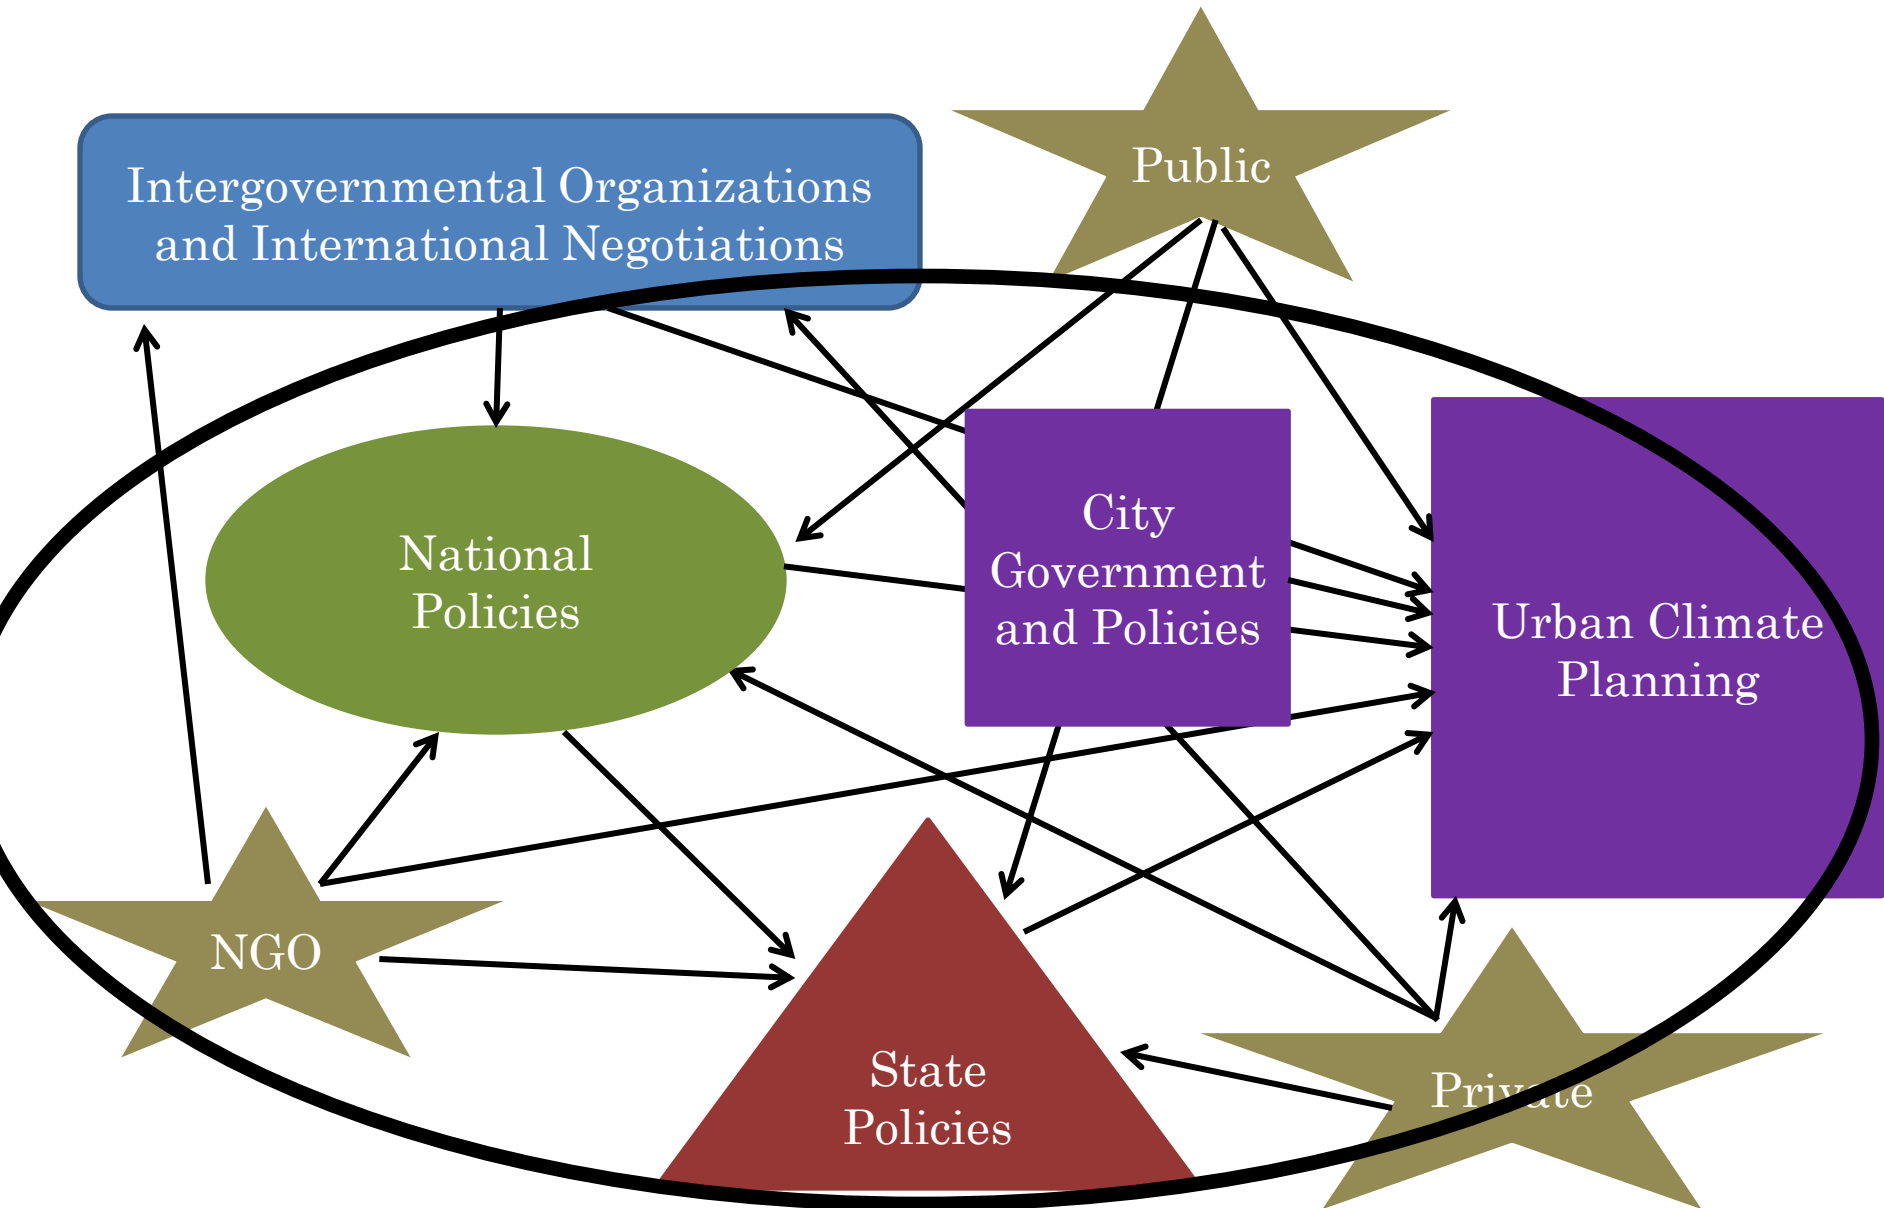 Public
Intergovernmental Organizations
and International Negotiations
National
Policies
City
Government
and Policies
Urban Climate
Planning
NGO
State
Policies
Private